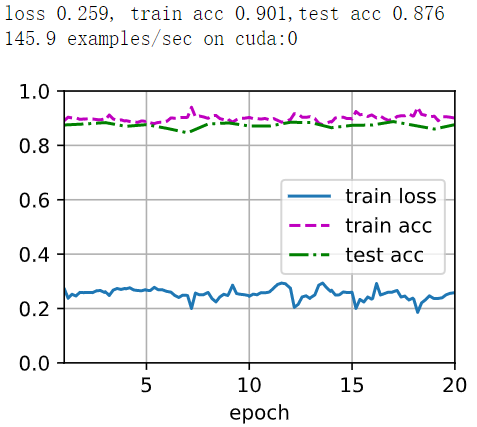 loss 0.259, train acc 0.901,test acc 0.876
145.9 examples/sec on cuda:0
1.0
0.8
0.6
0.4
0.2
0.0
train loss
train acc
test acc
5
10
15
20
epoch